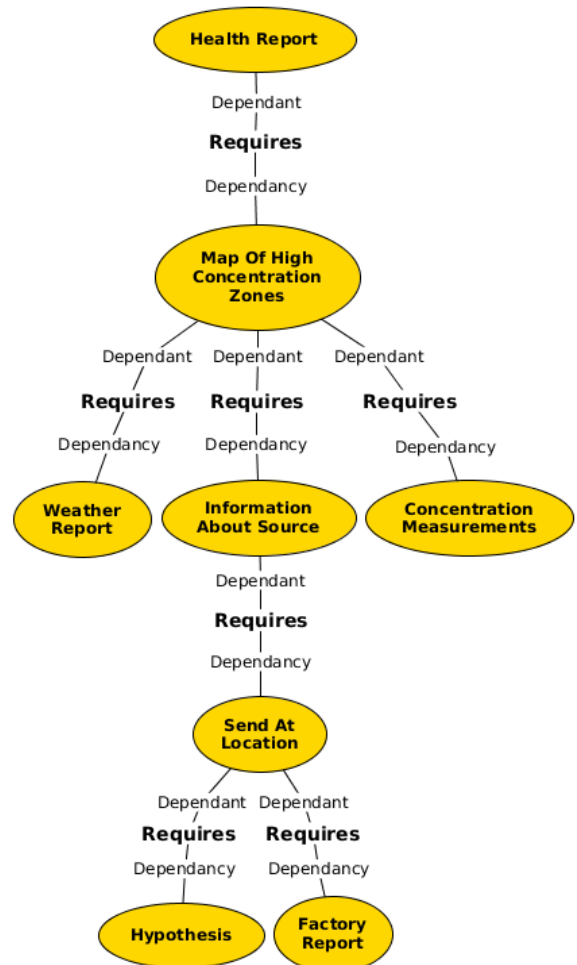 Health Report
Dependant
Requires
Dependancy
Map Of High
Concentration
Zones
Dependant Dependant Dependant
Requires Requires Requires
Dependancy Dependancy Dependancy
Weather
Report
Information
About Source
Concentration
Measurements
Dependant
Requires
Dependancy
Send At
Location
Dependant Dependant
Requires Requires
Dependancy Dependancy
Hypothesis
Factory
Report